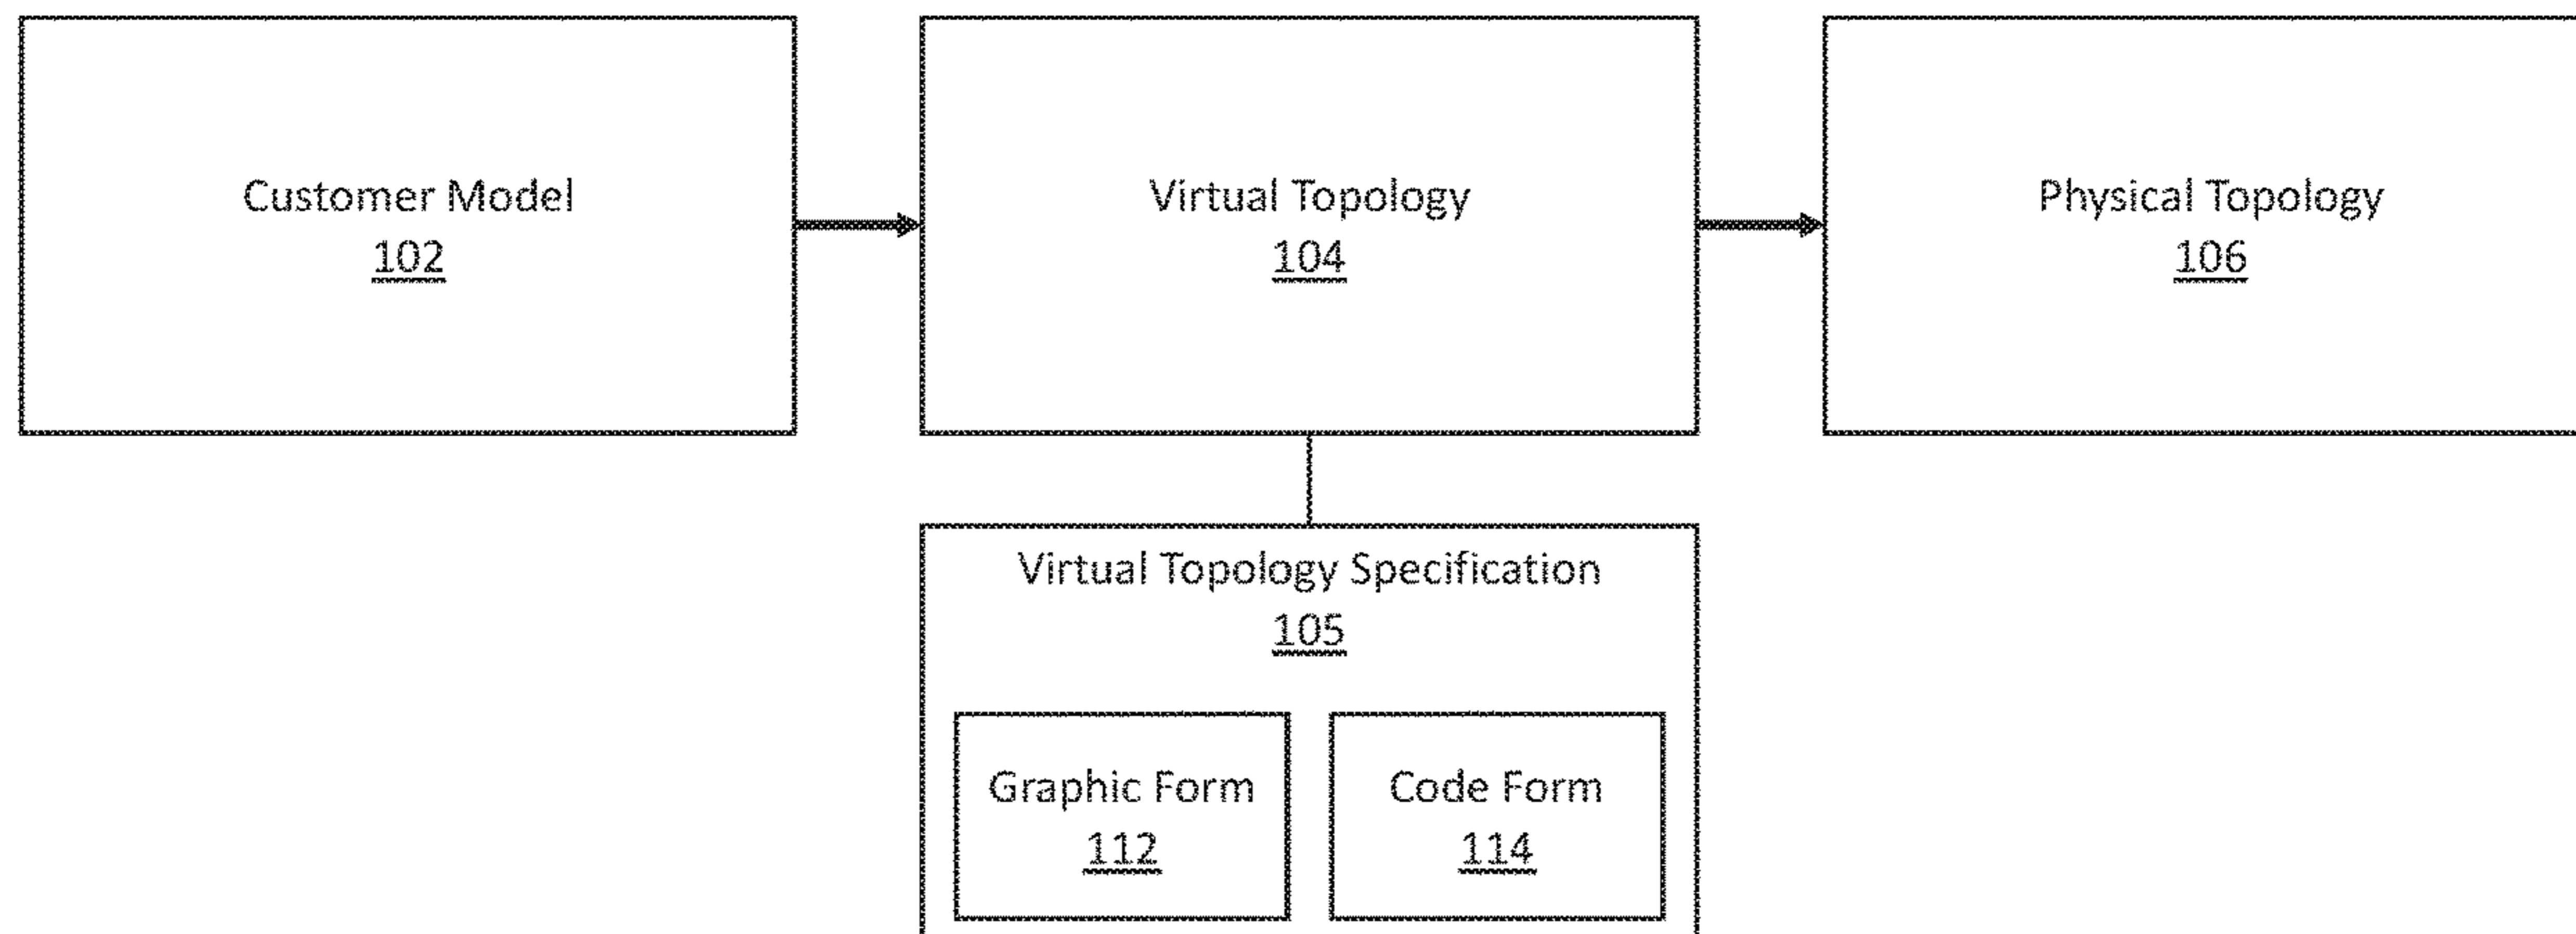 Customer Model
102
Virtual Topology
104
Physical Topology
106
Virtual Topology Specification
105
Graphic Form
112
Code Form
114